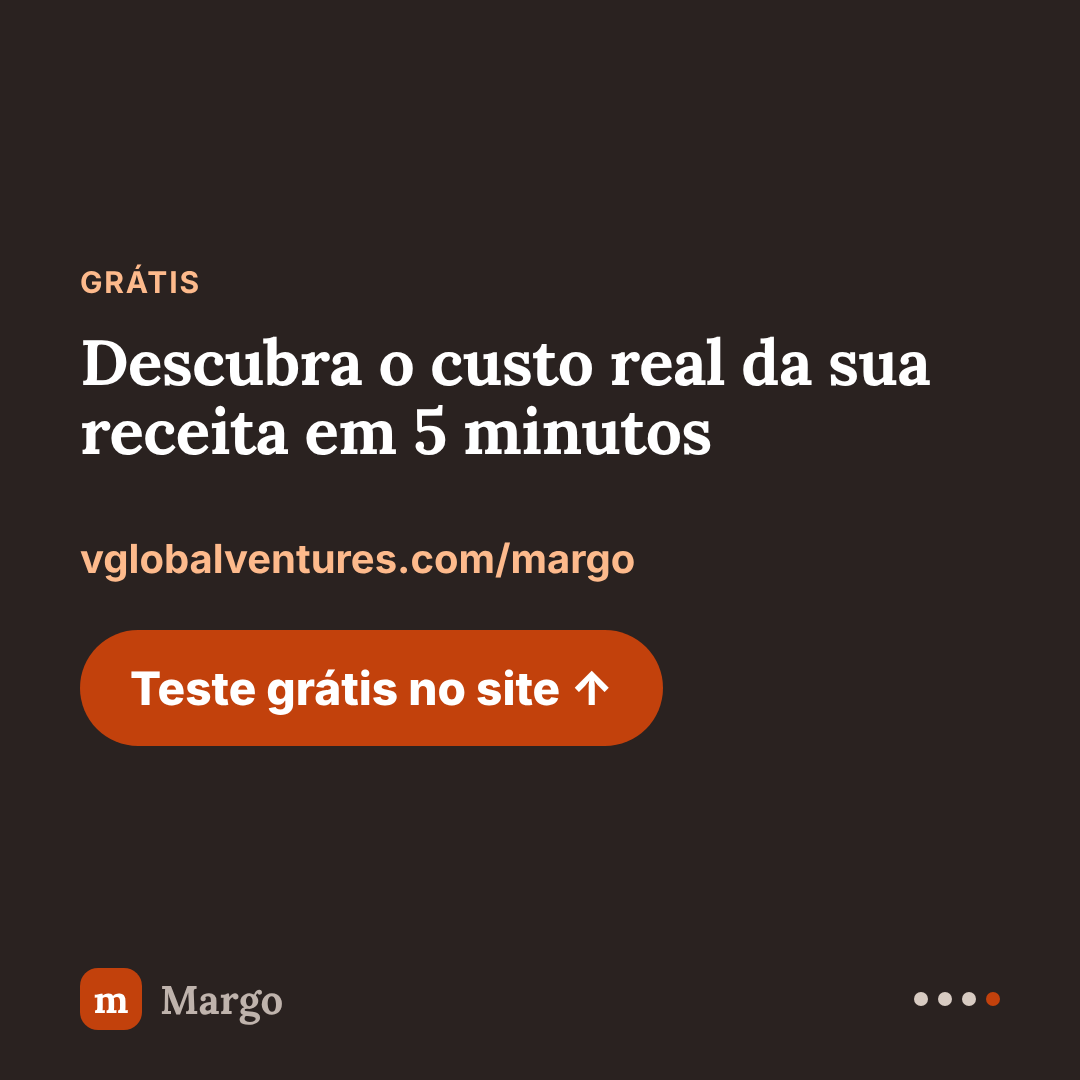 GRÁTIS
Descubra o custo real da sua
receita em 5 minutos
vglobalventures.com/margo
Teste grátis no site ↑
m Margo